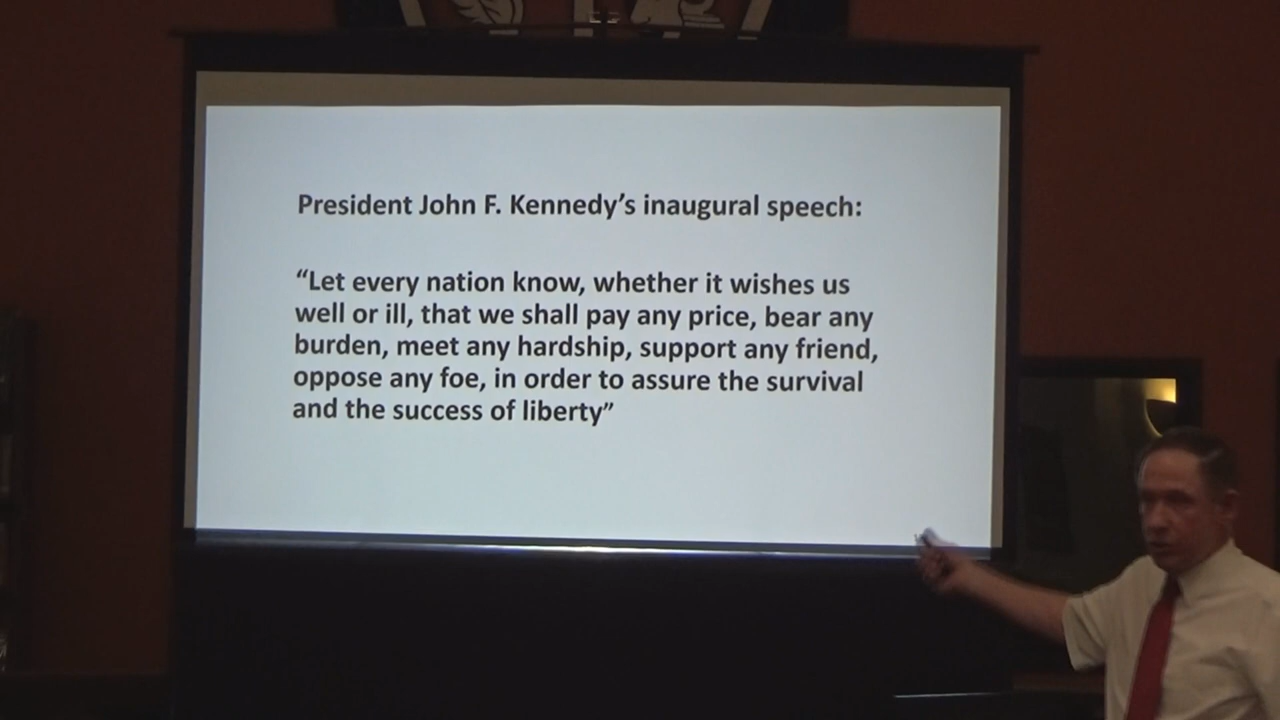 President John F. Kennedy’s inaugural speech:
“Let every nation know, whether it wishes us
well or ill, that we shall pay any price, bear any
burden, meet any hardship, support any friend,
oppose any foe, in order to assure the survival
and the success of liberty”